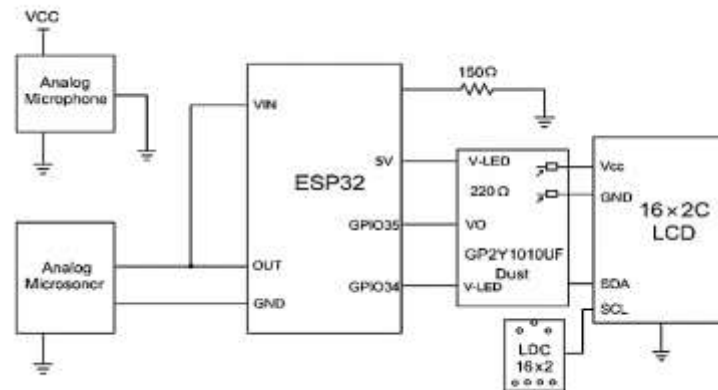 VCC
Analog
Microphone
Analog
Microsoncr
VIN
ESP32
5V
GPIO35
OUT
GND
GPIO34
150Ω
V-LED
220 Ω
VO
GP2Y1010UF
Dust
V-LED
Vcc
GND
16×2C
LCD
SDA
SCL
LDC
16×2